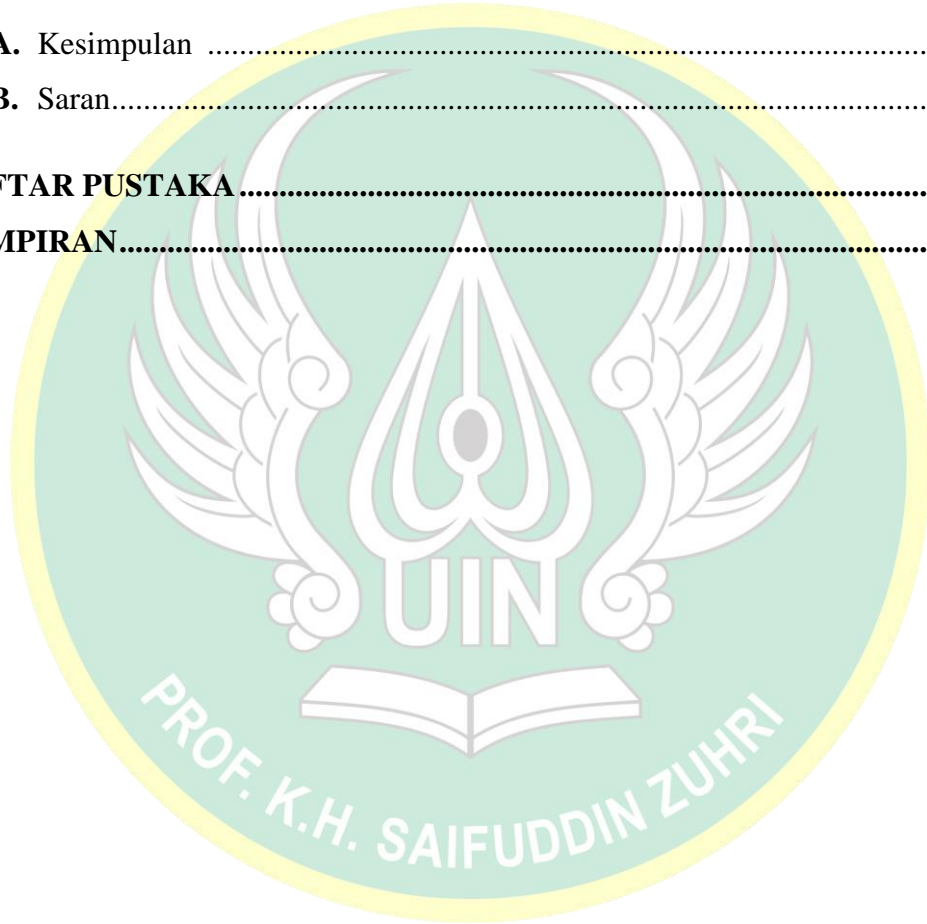 A. Kesimpulan ....................................................................................
B. Saran................................................................................................
FTAR PUSTAKA................................................................................
MPIRAN..............................................................................................
UIN
PROF. K.H. SAIFUDDIN ZUHRI